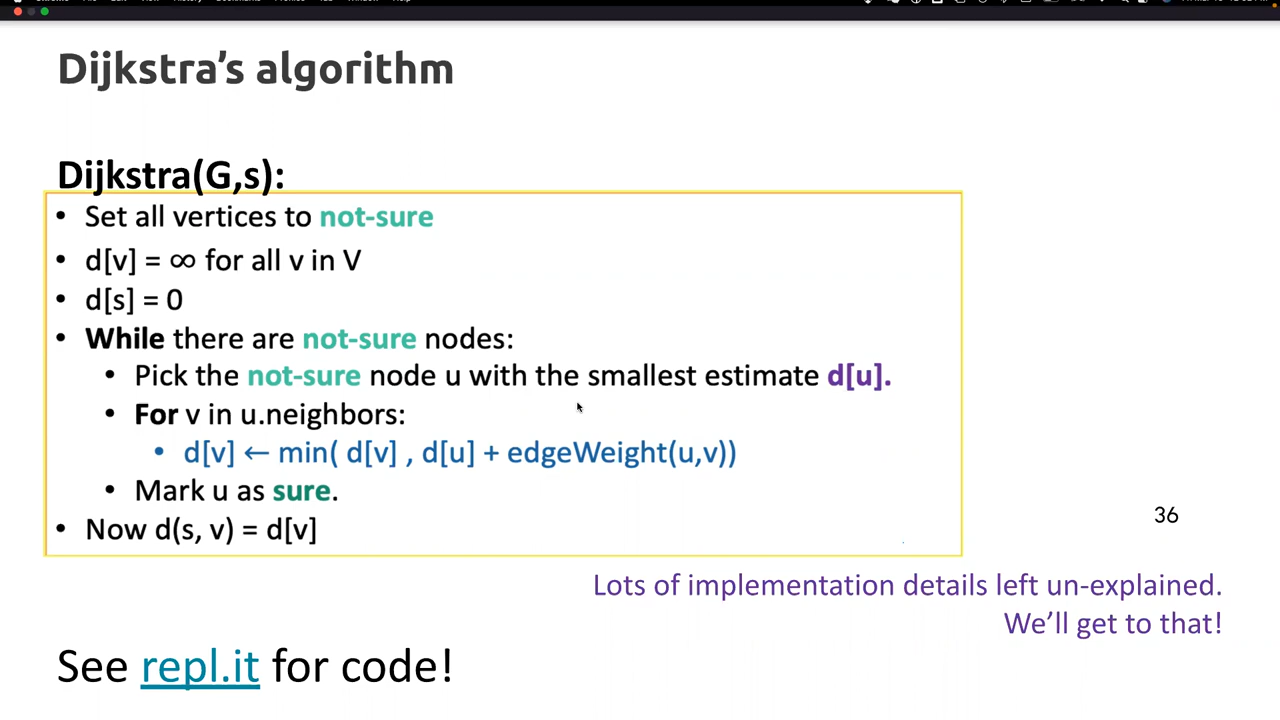 Dijkstra's algorithm
Dijkstra(G,s):
• Set all vertices to not-sure
• d[v] = ∞ for all v in V
• d[s] = 0
• While there are not-sure nodes:
• Pick the not-sure node u with the smallest estimate d[u].
• For v in u.neighbors:
• d[v] ← min( d[v] , d[u] + edgeWeight(u,v))
• Mark u as sure.
• Now d(s, v) = d[v]
36
Lots of implementation details left un-explained.
We'll get to that!
See repl.it for code!